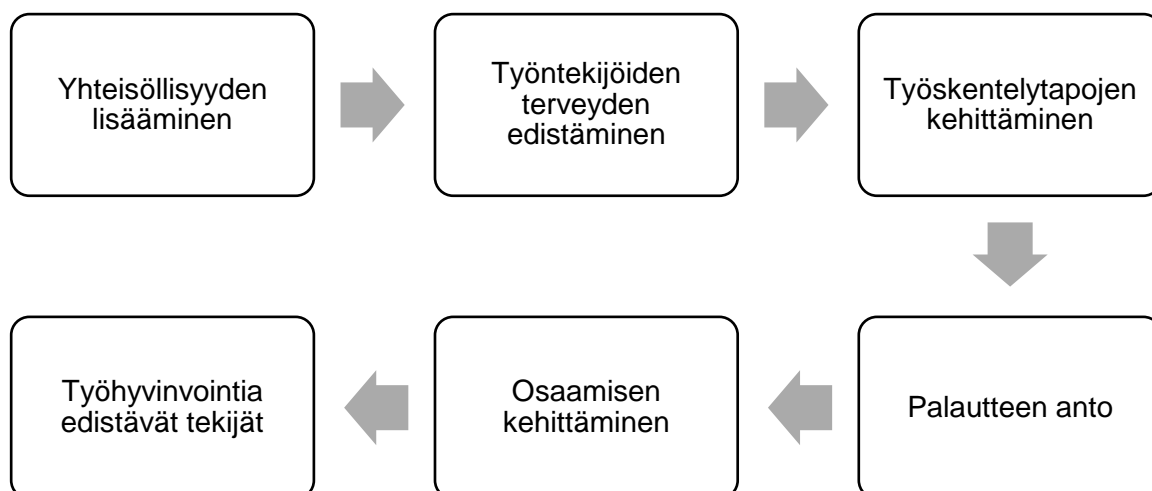 Yhteisöllisyyden
lisääminen
Työntekijöiden
terveyden
edistäminen
Työskentelytapojen
kehittäminen
Palautteen anto
Osaamisen
kehittäminen
Työhyvinvointia
edistävät tekijät